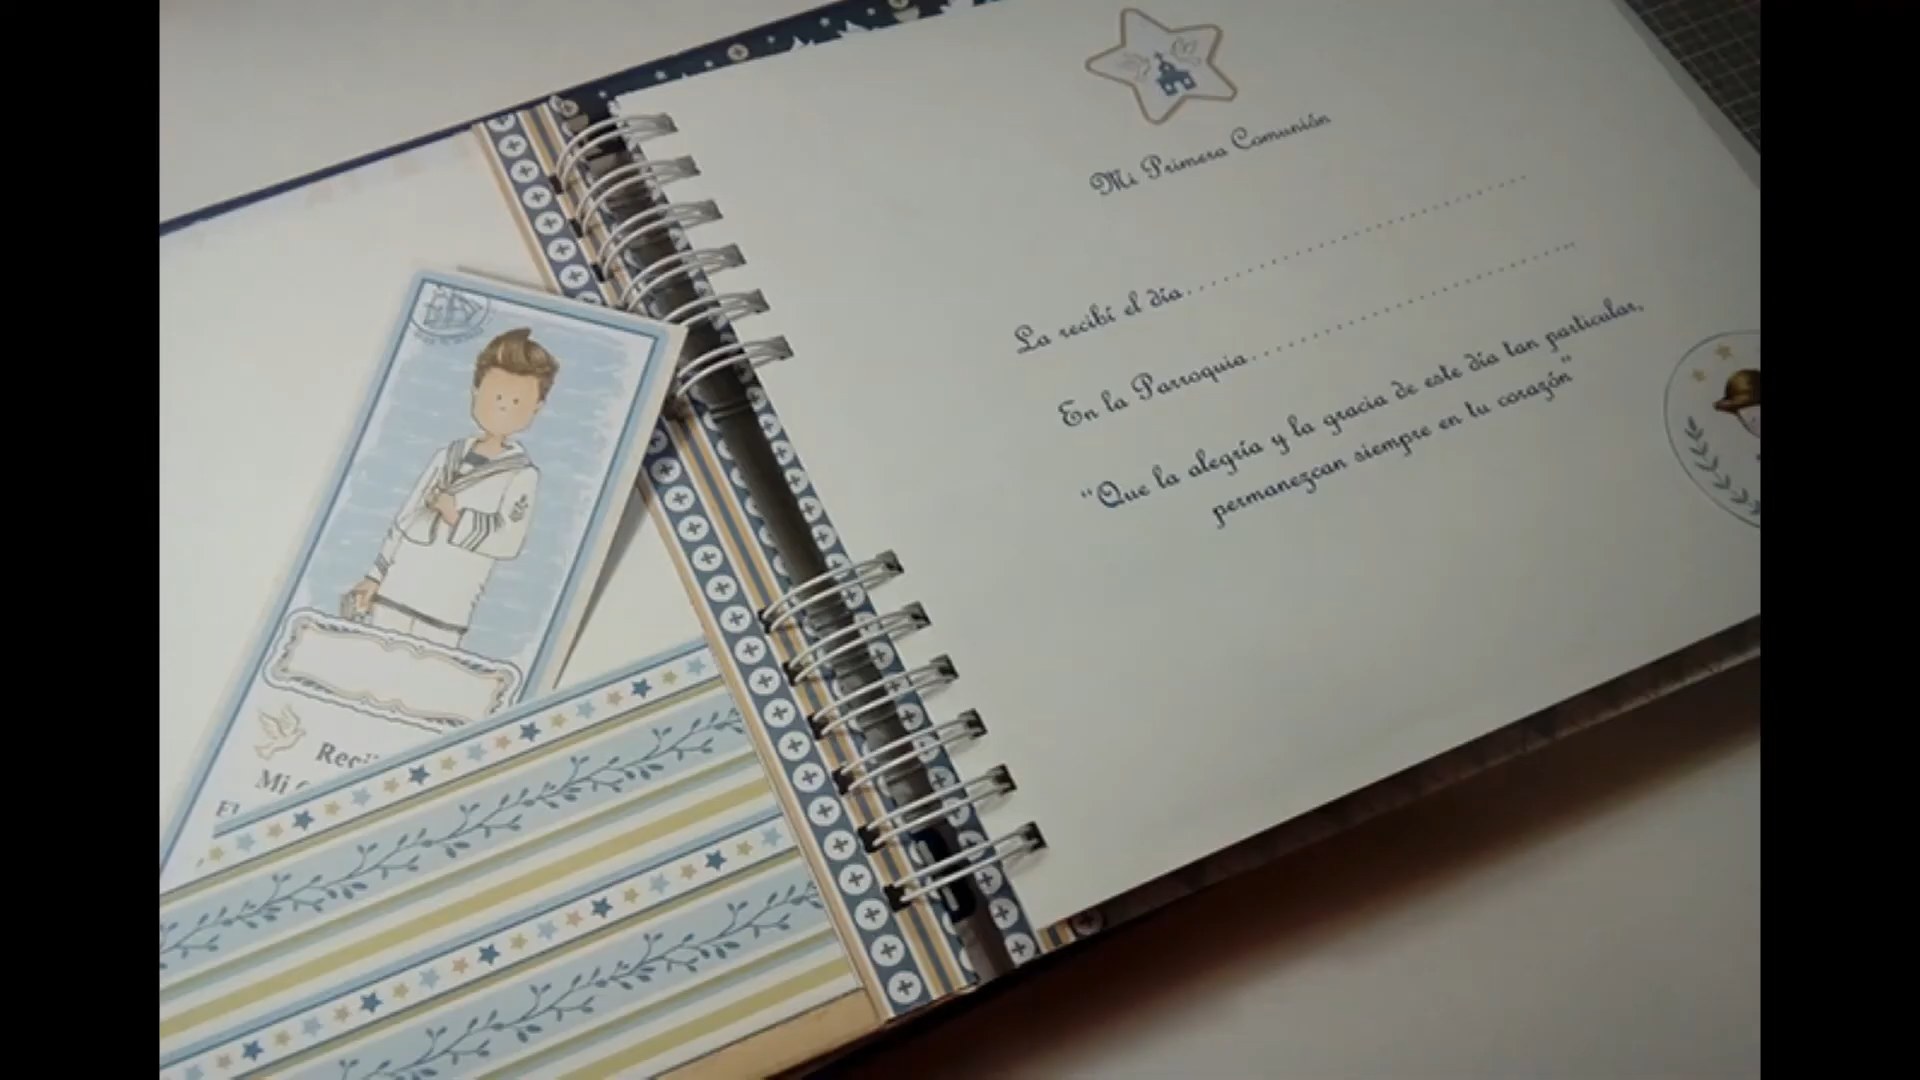 Mi Primera Comunión
La recibí el día
En la Parroquia
“Que la alegría y la gracia de este día tan particular,
permanezcan siempre en tu corazón”
Mi